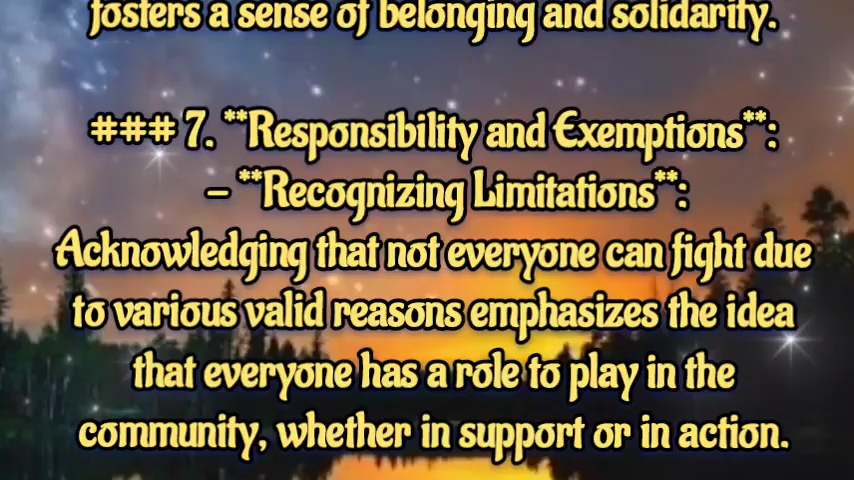 fosters a sense of belonging and solidarity.
### 7. **Responsibility and Exemptions**:
– **Recognizing Limitations**:
Acknowledging that not everyone can fight due
to various valid reasons emphasizes the idea
that everyone has a role to play in the
community, whether in support or in action.